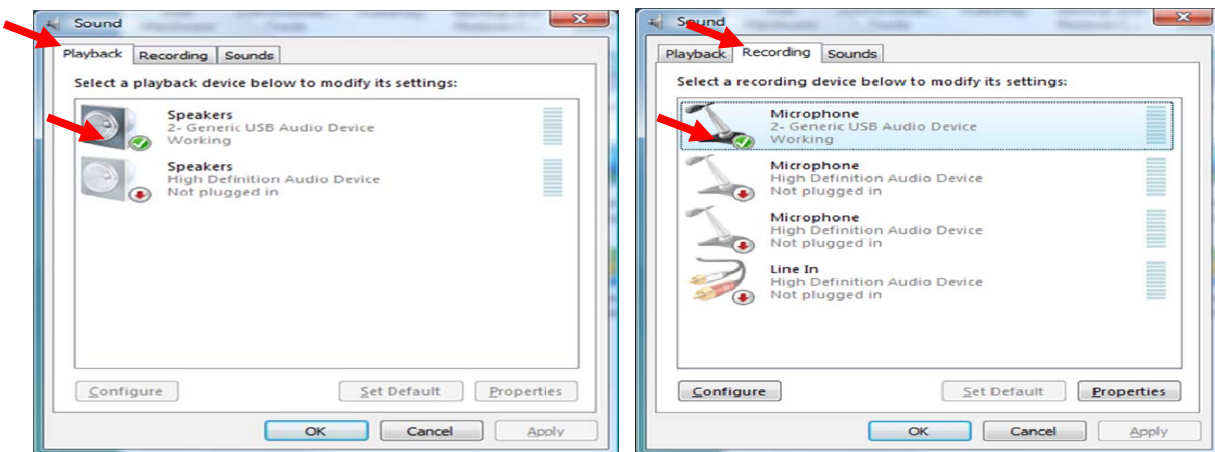 Sound
Playback Recording Sounds
Select a playback device below to modify its settings:
Speakers
2- Generic USB Audio Device
Working
Speakers
High Definition Audio Device
Not plugged in
Configure Set Default Properties
OK Cancel Apply
Sound
Playback Recording Sounds
Select a recording device below to modify its settings:
Microphone
2- Generic USB Audio Device
Working
Microphone
High Definition Audio Device
Not plugged in
Microphone
High Definition Audio Device
Not plugged in
Line In
High Definition Audio Device
Not plugged in
Configure Set Default Properties
OK Cancel Apply